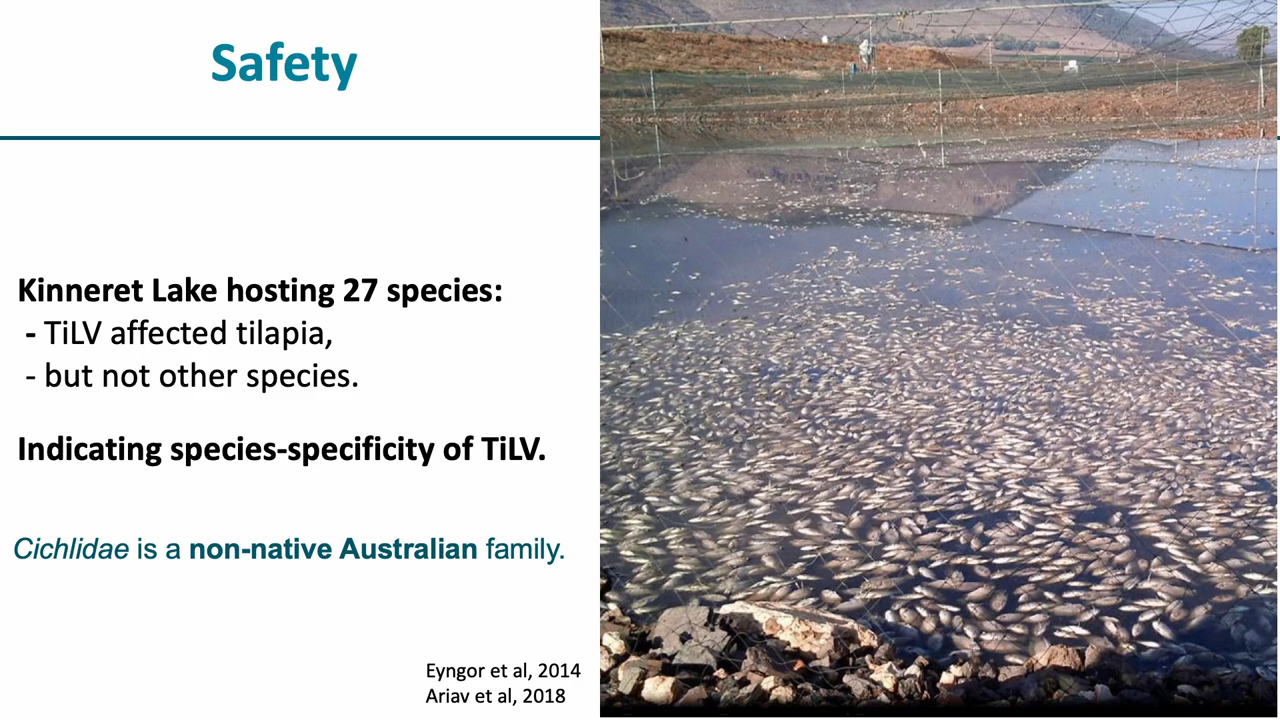 Safety
Kinneret Lake hosting 27 species:
- TiLV affected tilapia,
- but not other species.
Indicating species-specificity of TiLV.
Cichlidae is a non-native Australian family.
Eyngor et al, 2014
Ariav et al, 2018